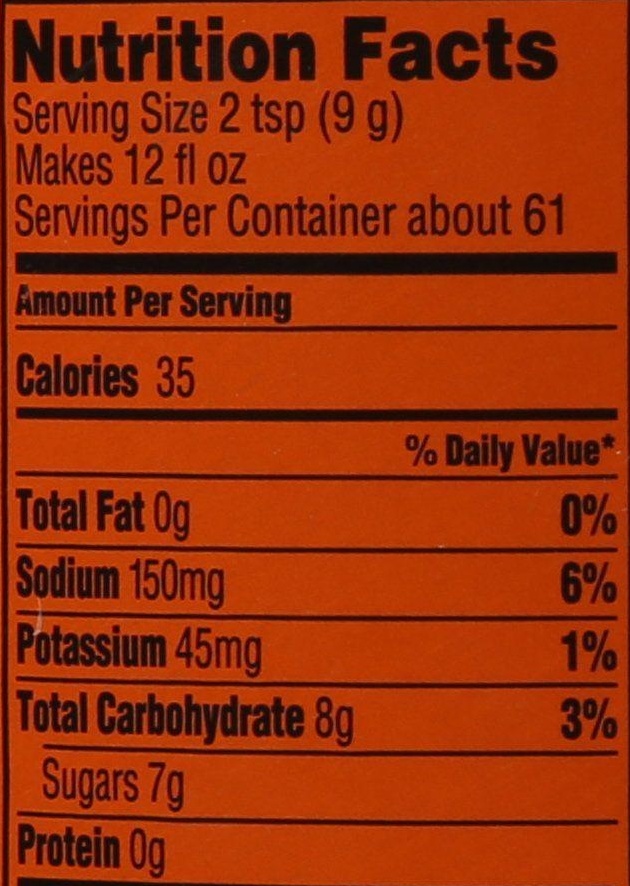 Nutrition Facts
Serving Size 2 tsp (9 g)
Makes 12 fl oz
Servings Per Container about 61
Amount Per Serving
Calories 35
% Daily Value*
Total Fat 0g 0%
Sodium 150mg 6%
Potassium 45mg 1%
Total Carbohydrate 8g 3%
Sugars 7g
Protein 0g